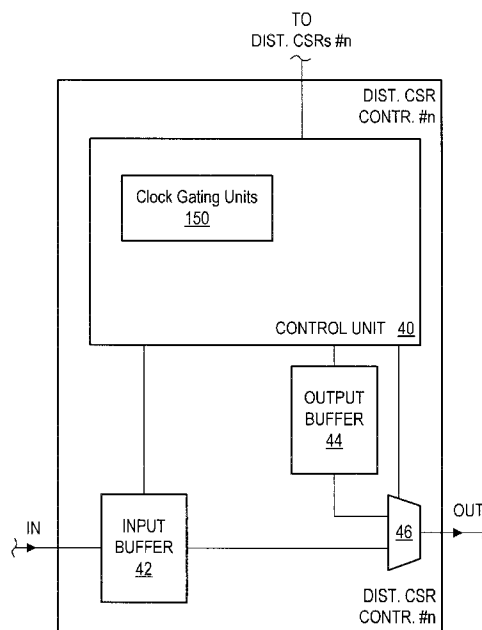 TO
DIST. CSRs #n
DIST. CSR
CONTR. #n
Clock Gating Units
150
CONTROL UNIT 40
OUTPUT
BUFFER
44
IN
INPUT
BUFFER
42
46
OUT
DIST. CSR
CONTR. #n